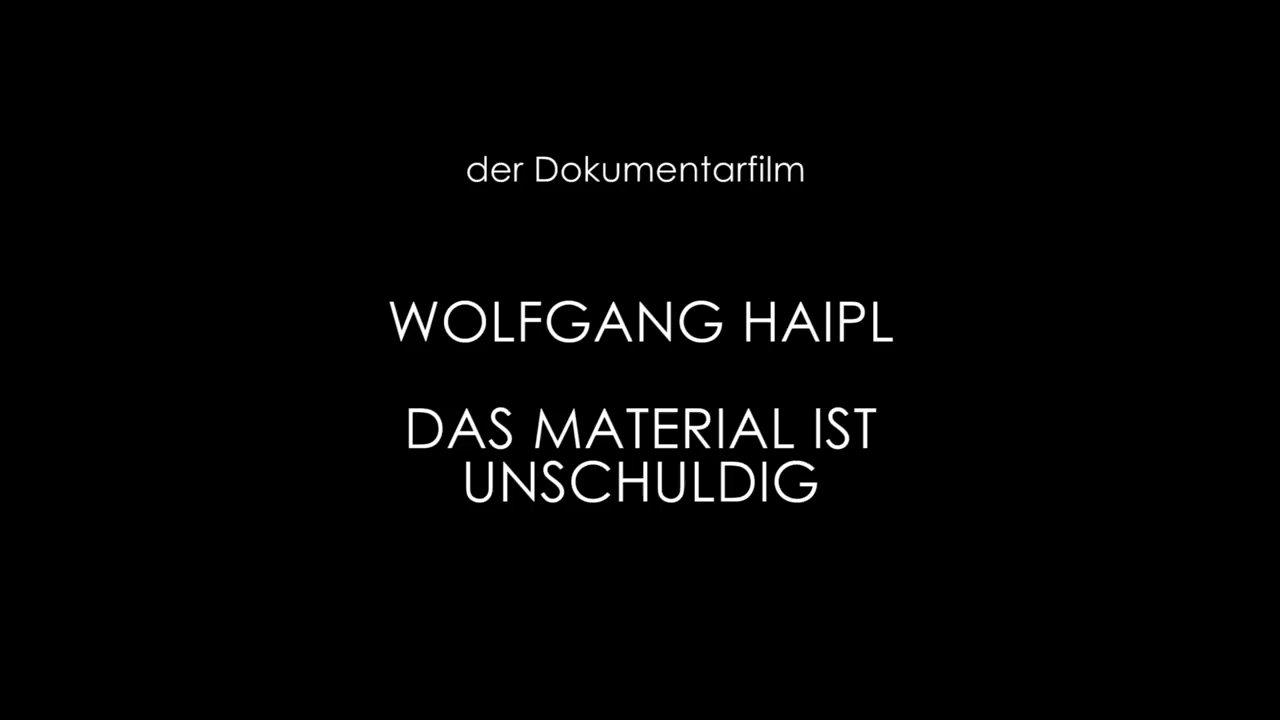 der Dokumentarfilm
WOLFGANG HAIPL
DAS MATERIAL IST
UNSCHULDIG